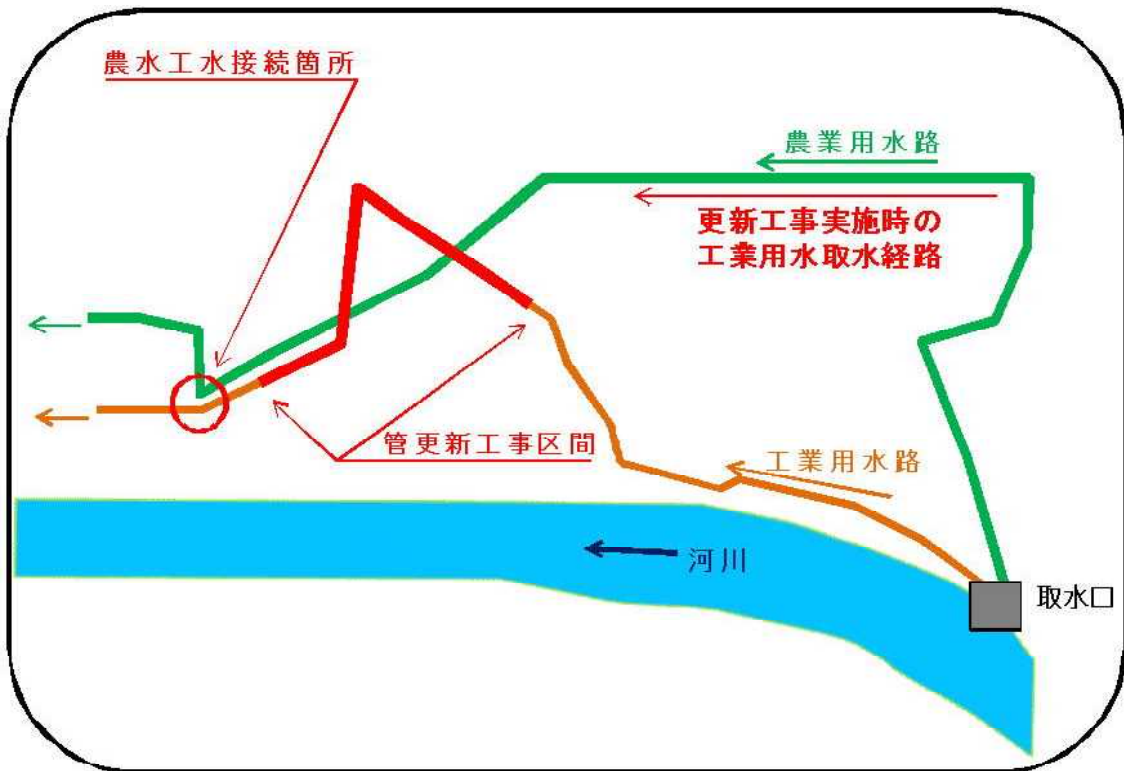 農水工水接続箇所
農業用水路
更新工事実施時の
工業用水取水経路
管更新工事区間
工業用水路
河川
取水口